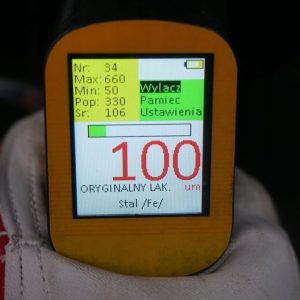 Nr: 34
Max: 660
Min: 50
Pop: 330
Sr: 106
Wylacz
Pamiec
Ustawienia
100
ORYGINALNY LAK. um
Stal /Fe/